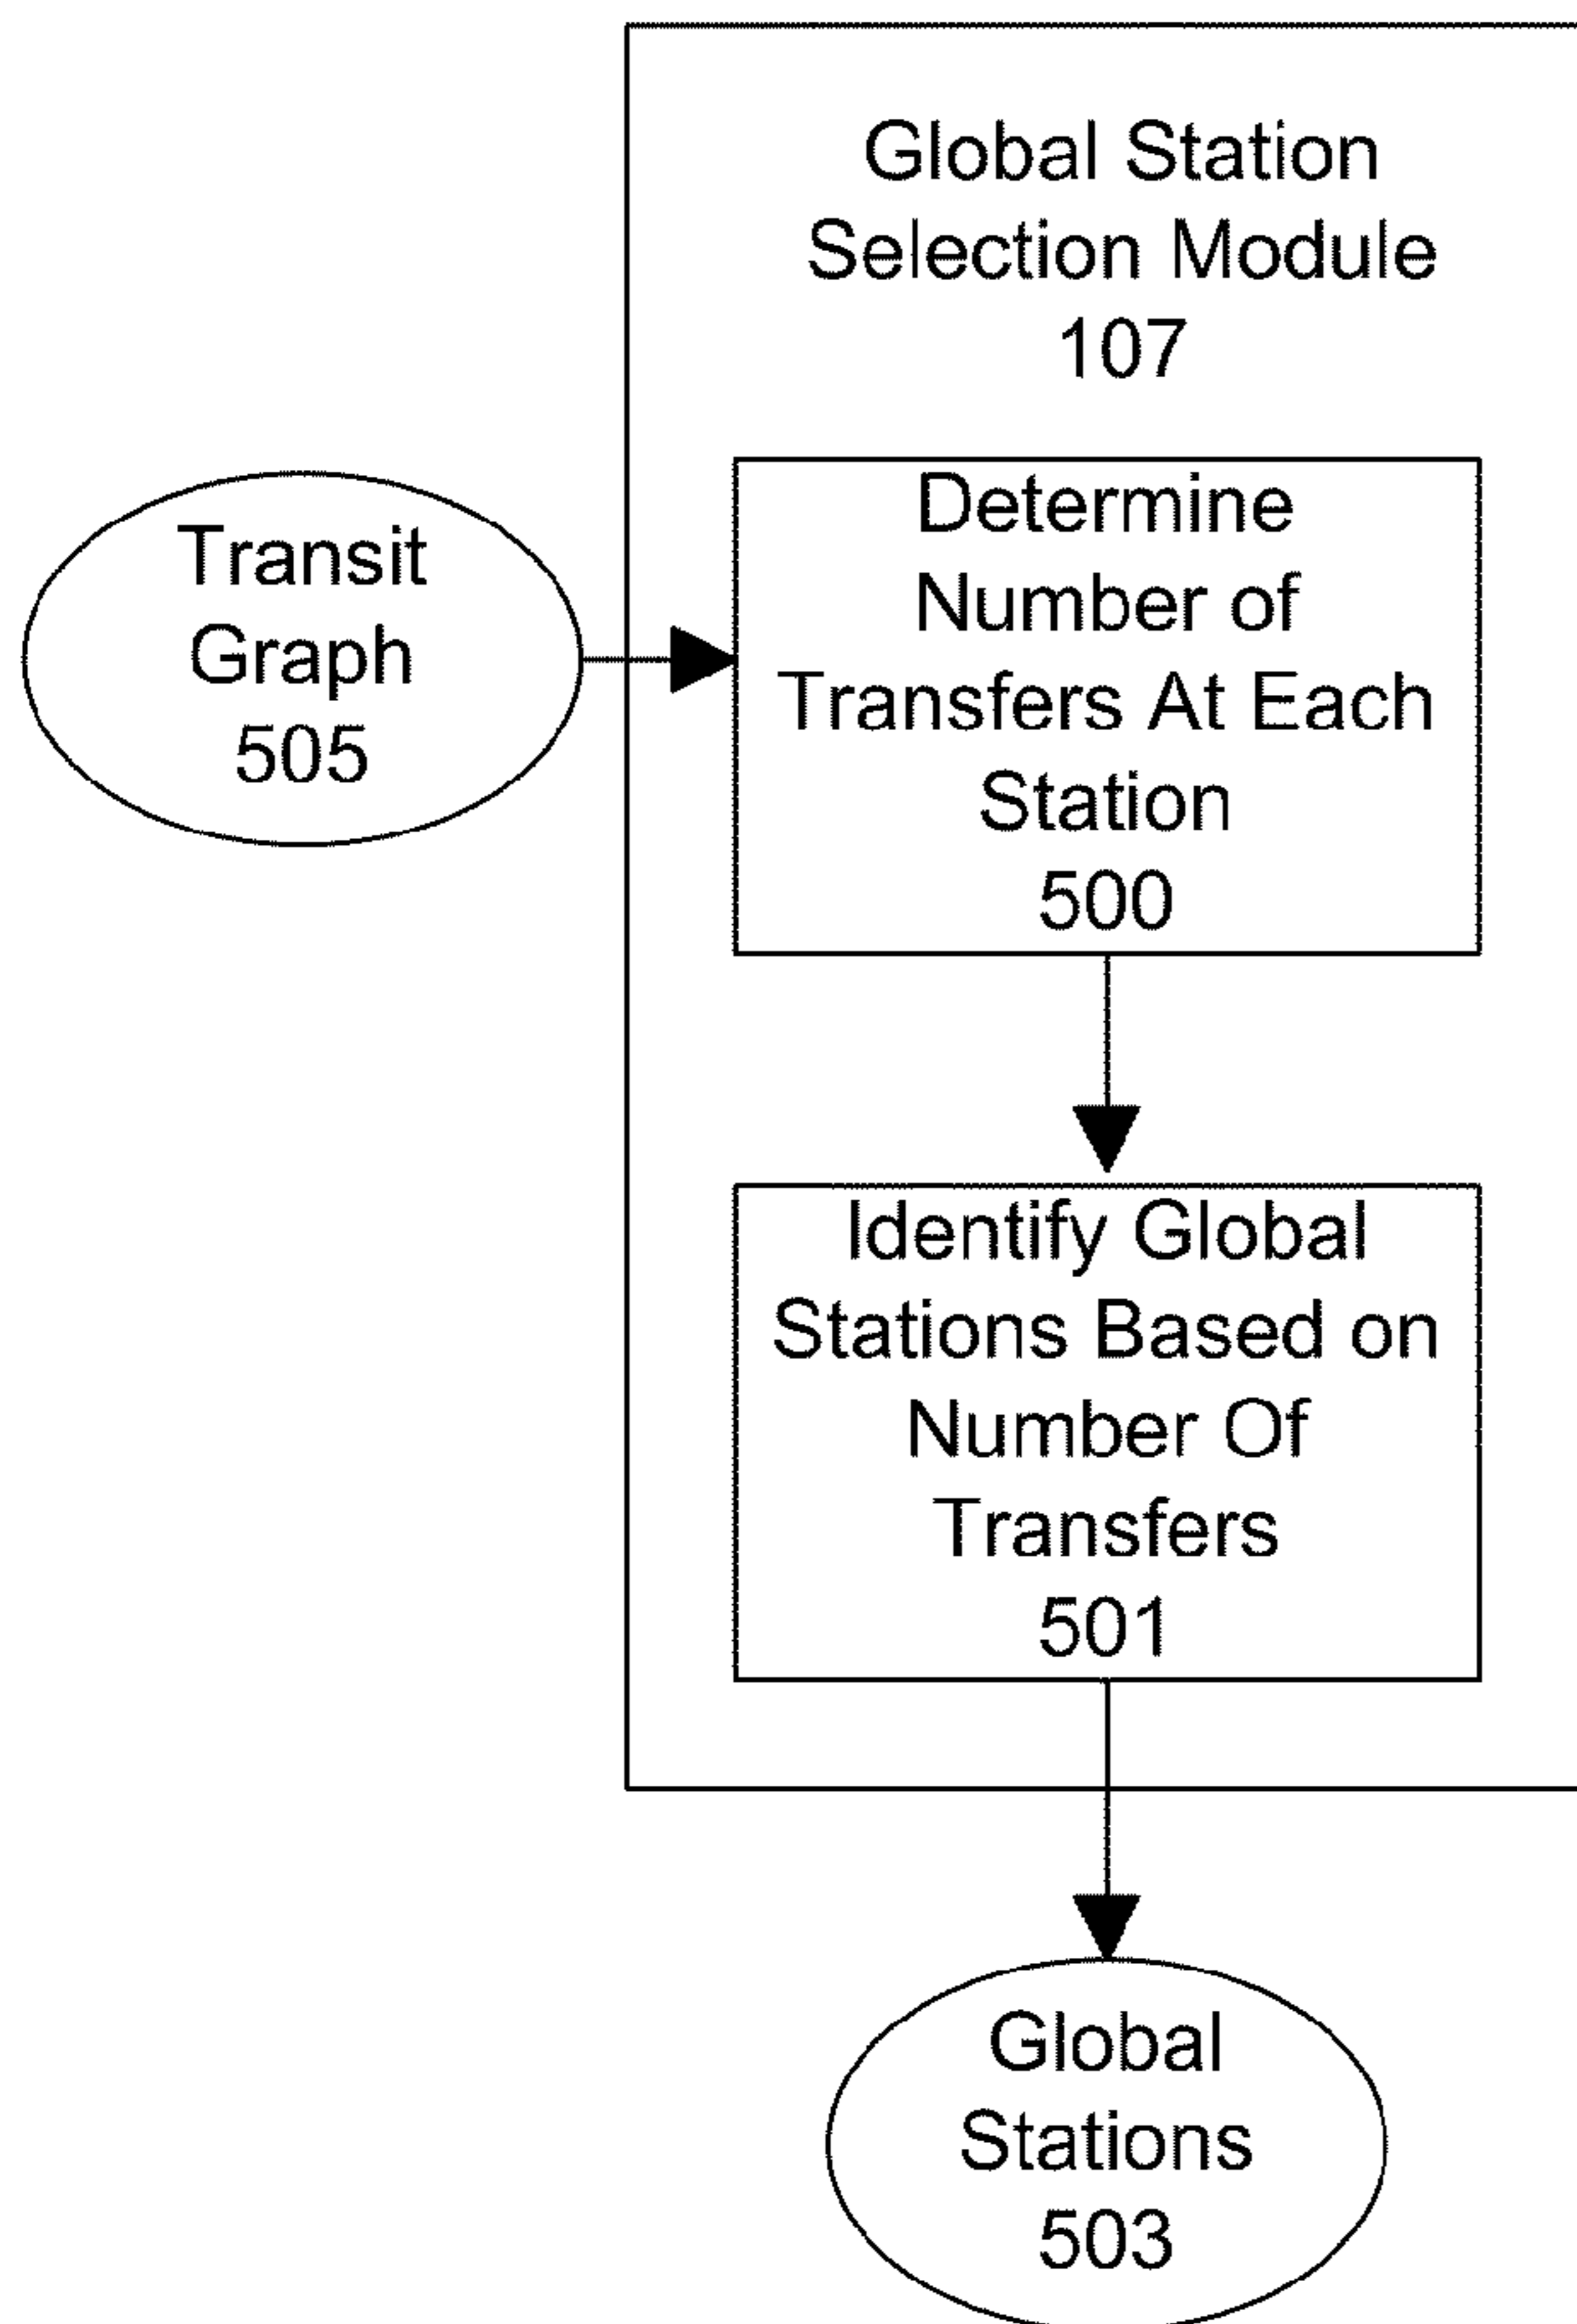 Global Station
Selection Module
107
Transit
Graph
505
Determine
Number of
Transfers At Each
Station
500
Identify Global
Stations Based on
Number Of
Transfers
501
Global
Stations
503